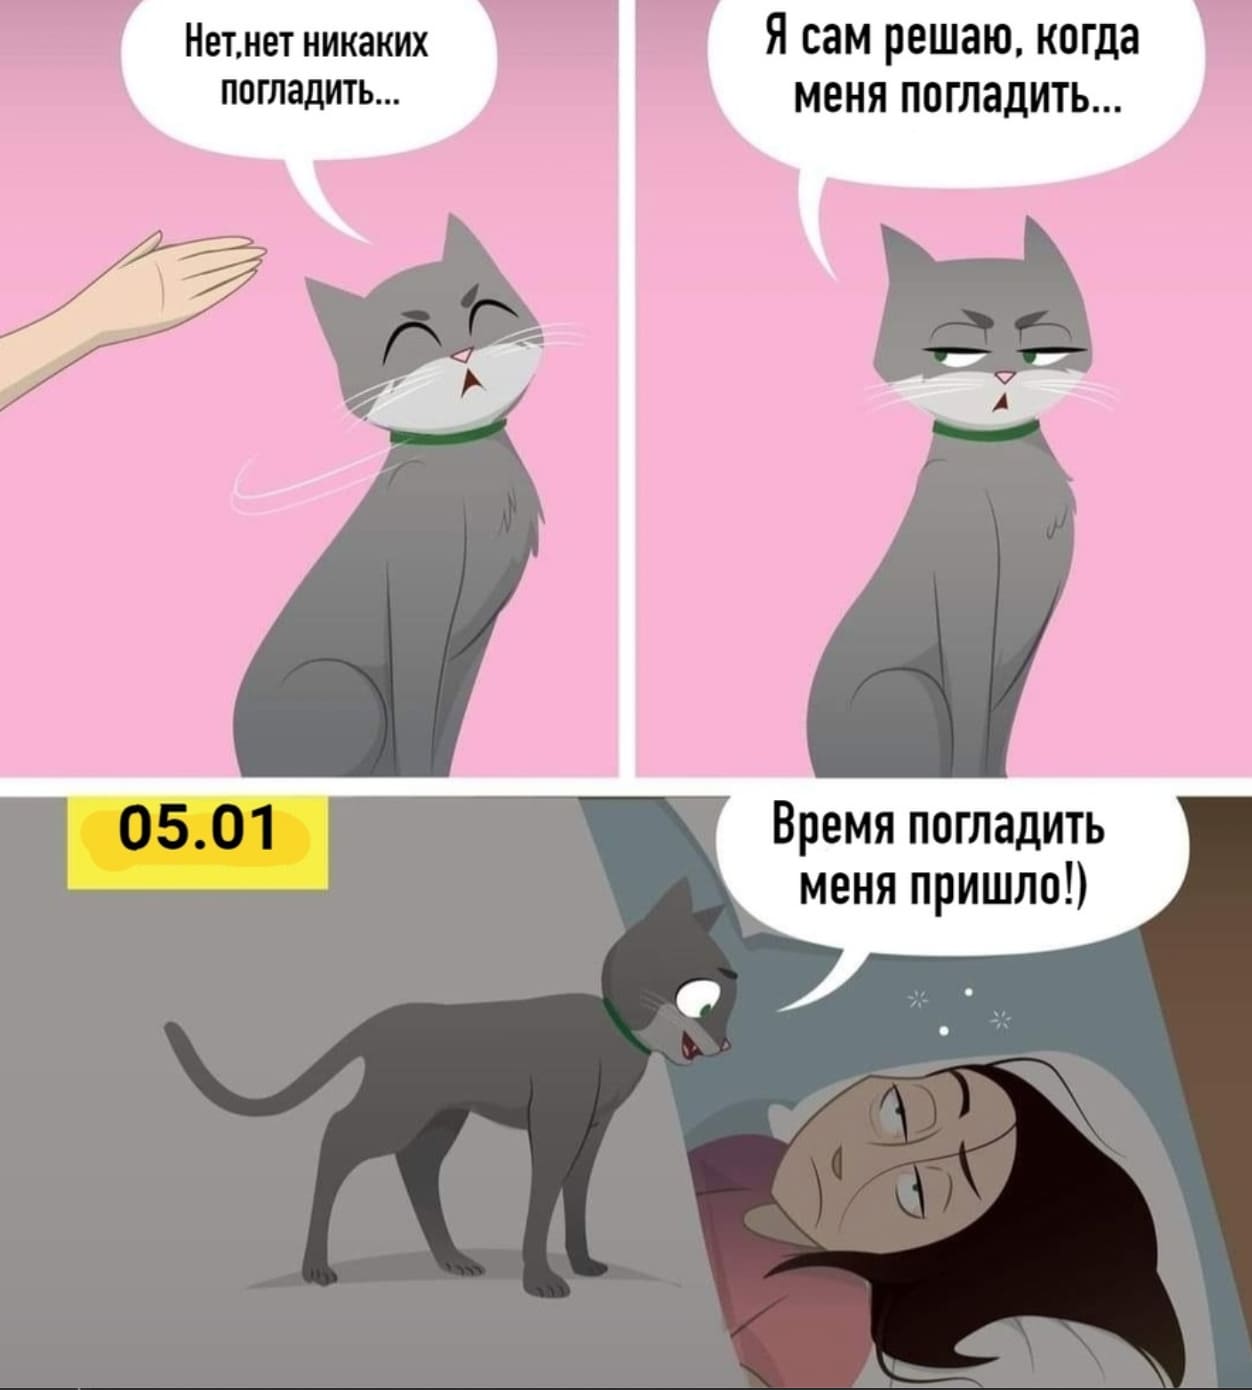 Нет,нет никаких
погладить...
Я сам решаю, когда
меня погладить...
05.01
Время погладить
меня пришло!)